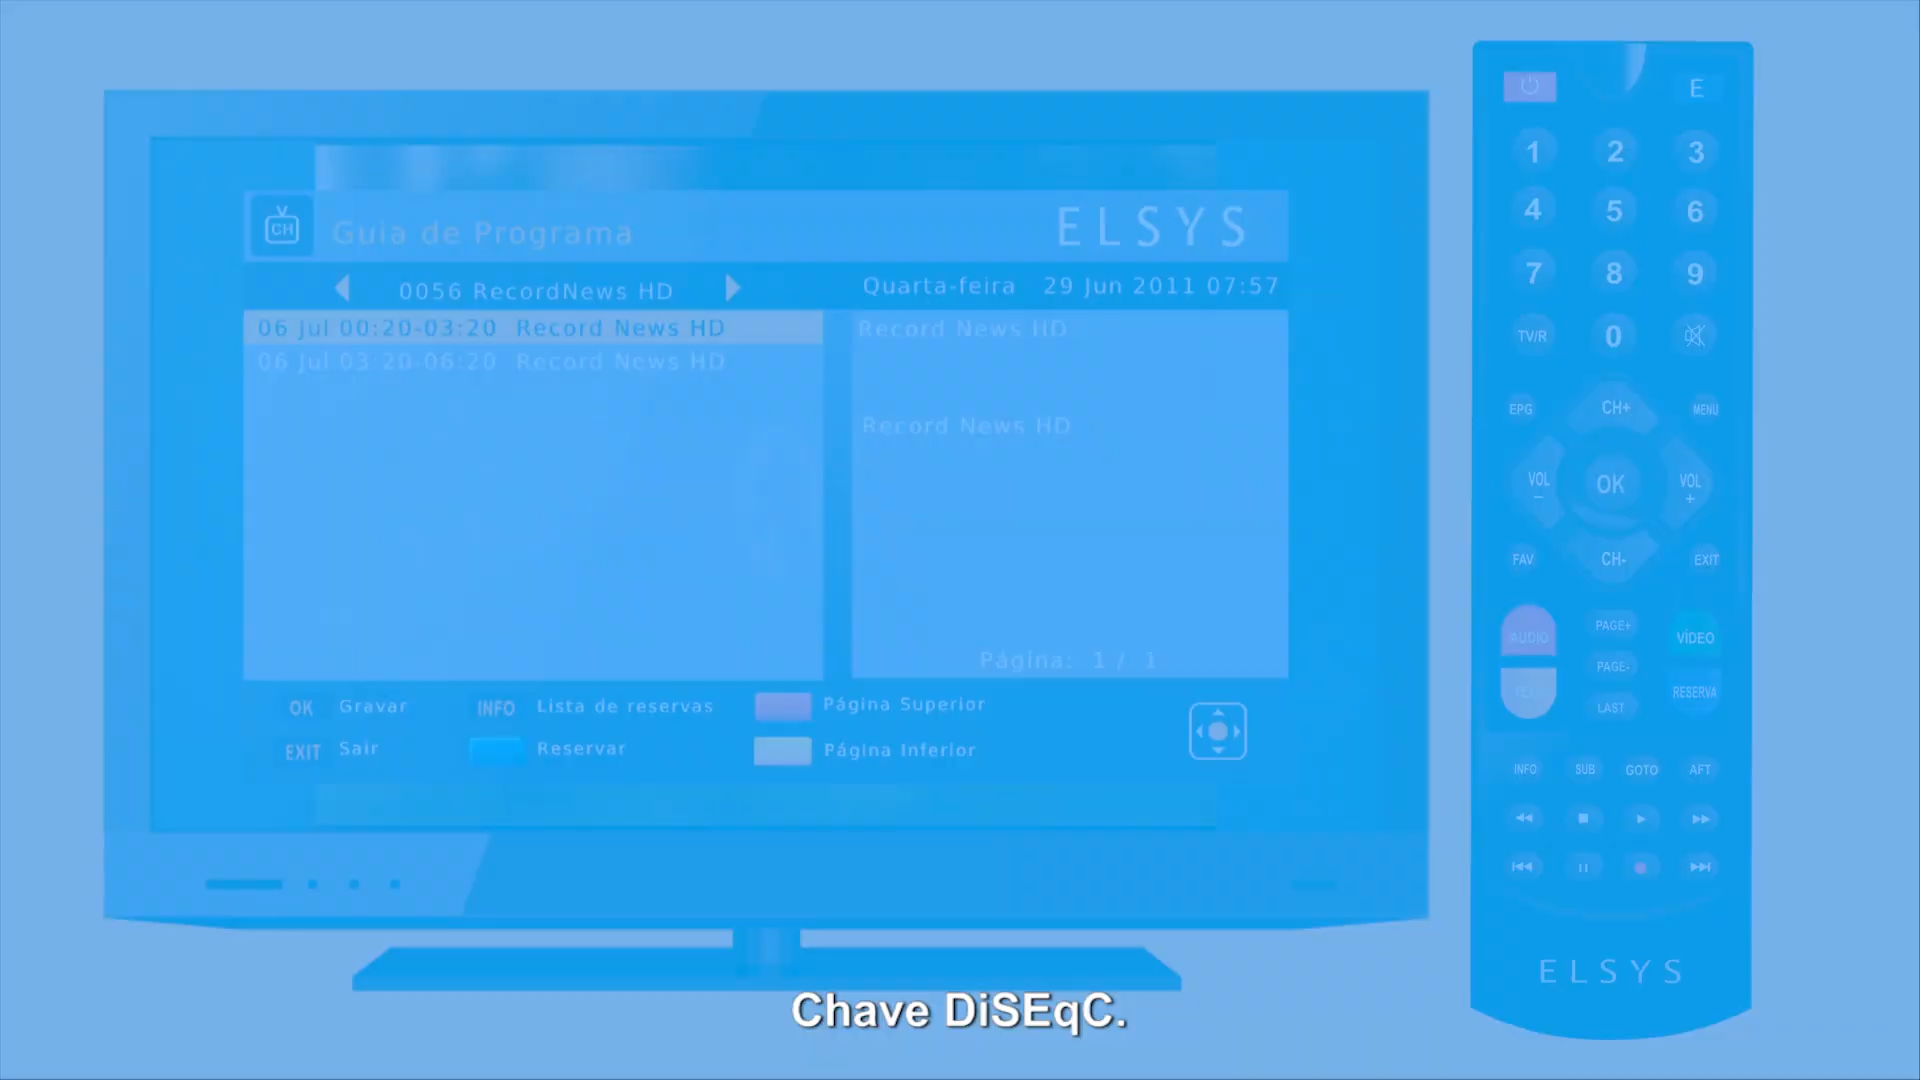 CH
Guia de Programa
ELSYS
0056 RecordNews HD
Quarta-feira 29 Jun 2011 07:57
06 Jul 00:20-03:20 Record News HD
06 Jul 03:20-06:20 Record News HD
Record News HD
Record News HD
Página: 1 / 1
OK Gravar
INFO Lista de reservas
Página Superior
EXIT Sair
Reservar
Página Inferior
E
1 2 3
4 5 6
7 8 9
TV/R 0
EPG CH+ MENU
VOL - OK VOL +
FAV CH- EXIT
AUDIO PAGE+ VÍDEO
PAGE-
LAST RESERVA
INFO SUB GOTO AFT
ELSYS
Chave DiSEqC.